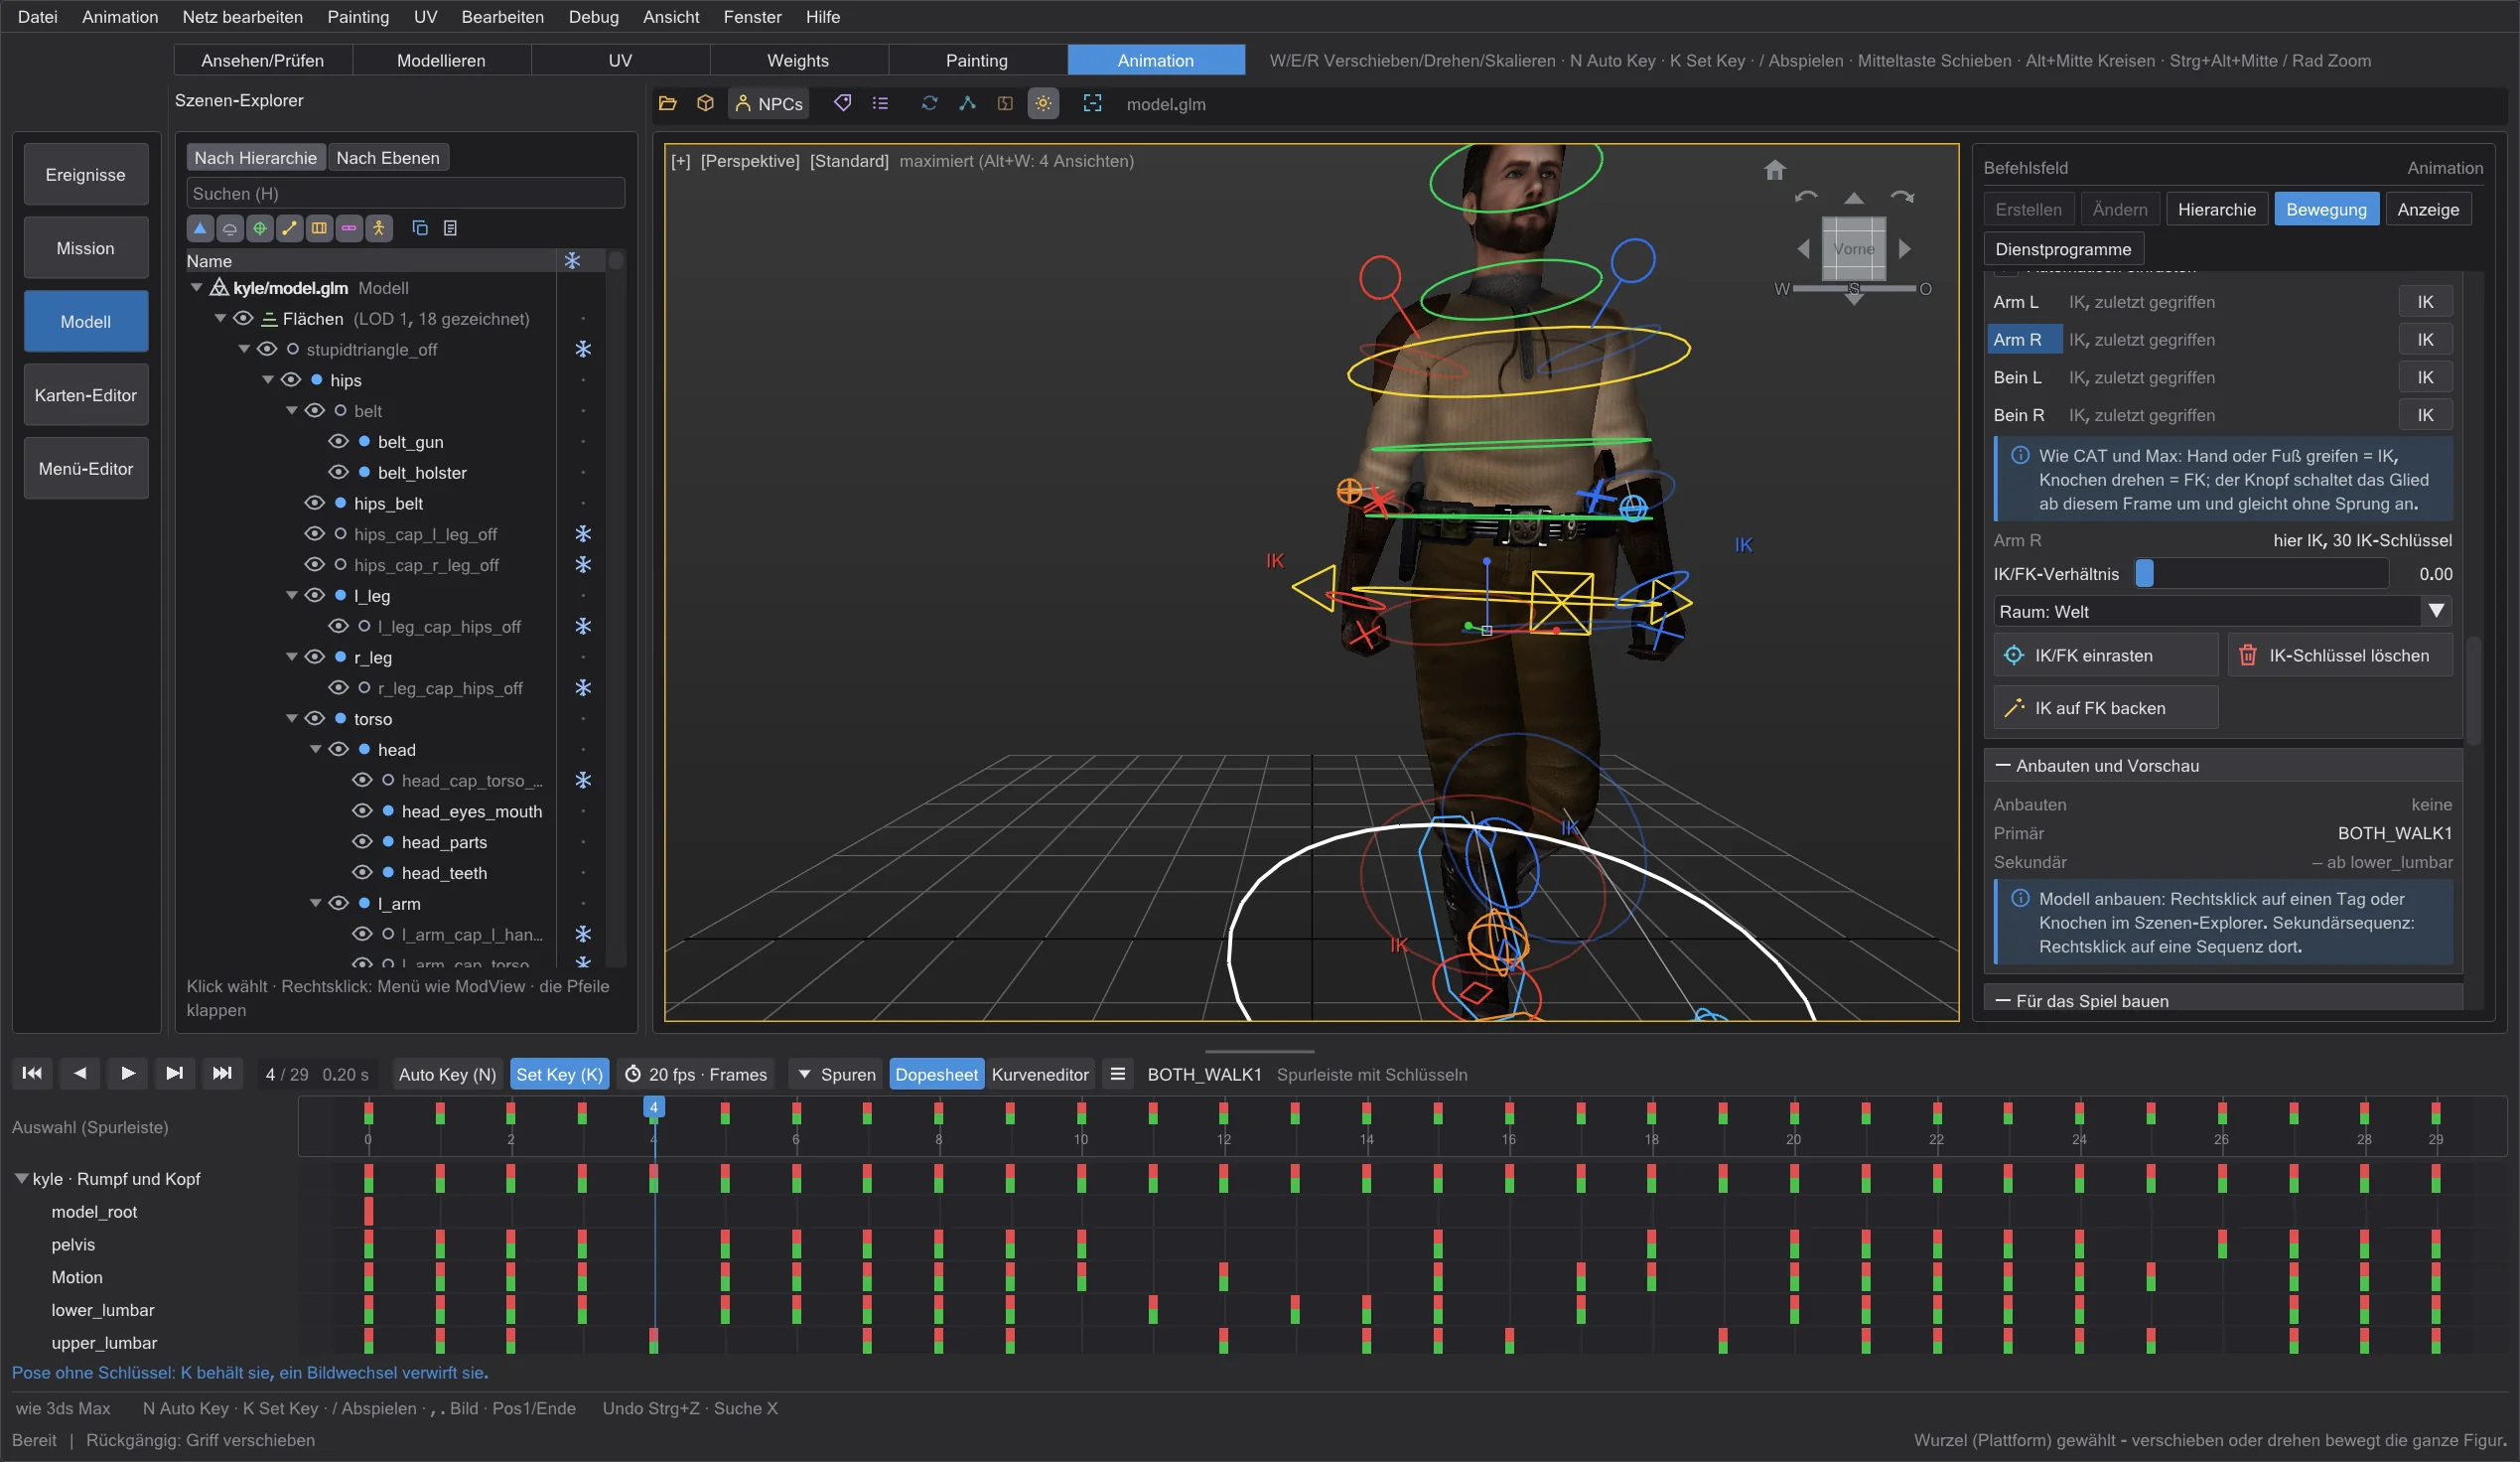 Datei Animation Netz bearbeiten Painting UV Bearbeiten Debug Ansicht Fenster Hilfe
Ansehen/Prüfen Modellieren UV Weights Painting Animation W/E/R Verschieben/Drehen/Skalieren · N Auto Key · K Set Key · / Abspielen · Mitteltaste Schieben · Alt+Mitte Kreisen · Strg+Alt+Mitte / Rad Zoom
Szenen-Explorer
NPCs model.glm
Ereignisse
Mission
Modell
Karten-Editor
Menü-Editor
Nach Hierarchie Nach Ebenen
Suchen (H)
Name
kyle/model.glm Modell
Flächen (LOD 1, 18 gezeichnet)
stupidtriangle_off
hips
belt
belt_gun
belt_holster
hips_belt
hips_cap_l_leg_off
hips_cap_r_leg_off
l_leg
l_leg_cap_hips_off
r_leg
r_leg_cap_hips_off
torso
head
head_cap_torso_...
head_eyes_mouth
head_parts
head_teeth
l_arm
l_arm_cap_l_han...
l_arm_cap_torso
Klick wählt · Rechtsklick: Menü wie ModView · die Pfeile
klappen
[+] [Perspektive] [Standard] maximiert (Alt+W: 4 Ansichten)
Vorne
W S O
IK
IK
IK
IK
Befehlsfeld Animation
Erstellen Ändern Hierarchie Bewegung Anzeige
Dienstprogramme
Automatisch einrasten
Arm L IK, zuletzt gegriffen IK
Arm R IK, zuletzt gegriffen IK
Bein L IK, zuletzt gegriffen IK
Bein R IK, zuletzt gegriffen IK
Wie CAT und Max: Hand oder Fuß greifen = IK,
Knochen drehen = FK; der Knopf schaltet das Glied
ab diesem Frame um und gleicht ohne Sprung an.
Arm R hier IK, 30 IK-Schlüssel
IK/FK-Verhältnis 0.00
Raum: Welt
IK/FK einrasten IK-Schlüssel löschen
IK auf FK backen
Anbauten und Vorschau
Anbauten keine
Primär BOTH_WALK1
Sekundär – ab lower_lumbar
Modell anbauen: Rechtsklick auf einen Tag oder
Knochen im Szenen-Explorer. Sekundärsequenz:
Rechtsklick auf eine Sequenz dort.
Für das Spiel bauen
4 / 29 0.20 s Auto Key (N) Set Key (K) 20 fps · Frames Spuren Dopesheet Kurveneditor BOTH_WALK1 Spurleiste mit Schlüsseln
4
Auswahl (Spurleiste)
0 2 4 6 8 10 12 14 16 18 20 22 24 26 28 29
kyle · Rumpf und Kopf
model_root
pelvis
Motion
lower_lumbar
upper_lumbar
Pose ohne Schlüssel: K behält sie, ein Bildwechsel verwirft sie.
wie 3ds Max N Auto Key · K Set Key · / Abspielen · , . Bild · Pos1/Ende Undo Strg+Z · Suche X
Bereit | Rückgängig: Griff verschieben Wurzel (Plattform) gewählt - verschieben oder drehen bewegt die ganze Figur.